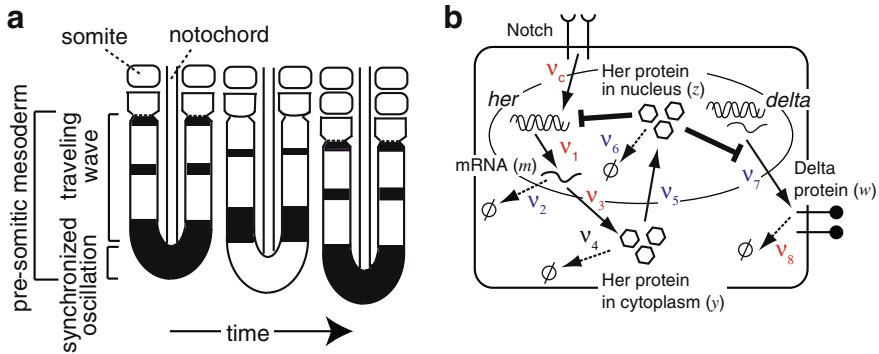 a
somite
notochord
pre-somitic mesoderm
traveling
wave
synchronized
oscillation
time
b
Notch
νc
Her protein
in nucleus (z)
her
delta
ν1
ν6
mRNA (m)
ν2
ν3
ν5
ν7
Delta
protein (w)
ν4
ν8
Her protein
in cytoplasm (y)